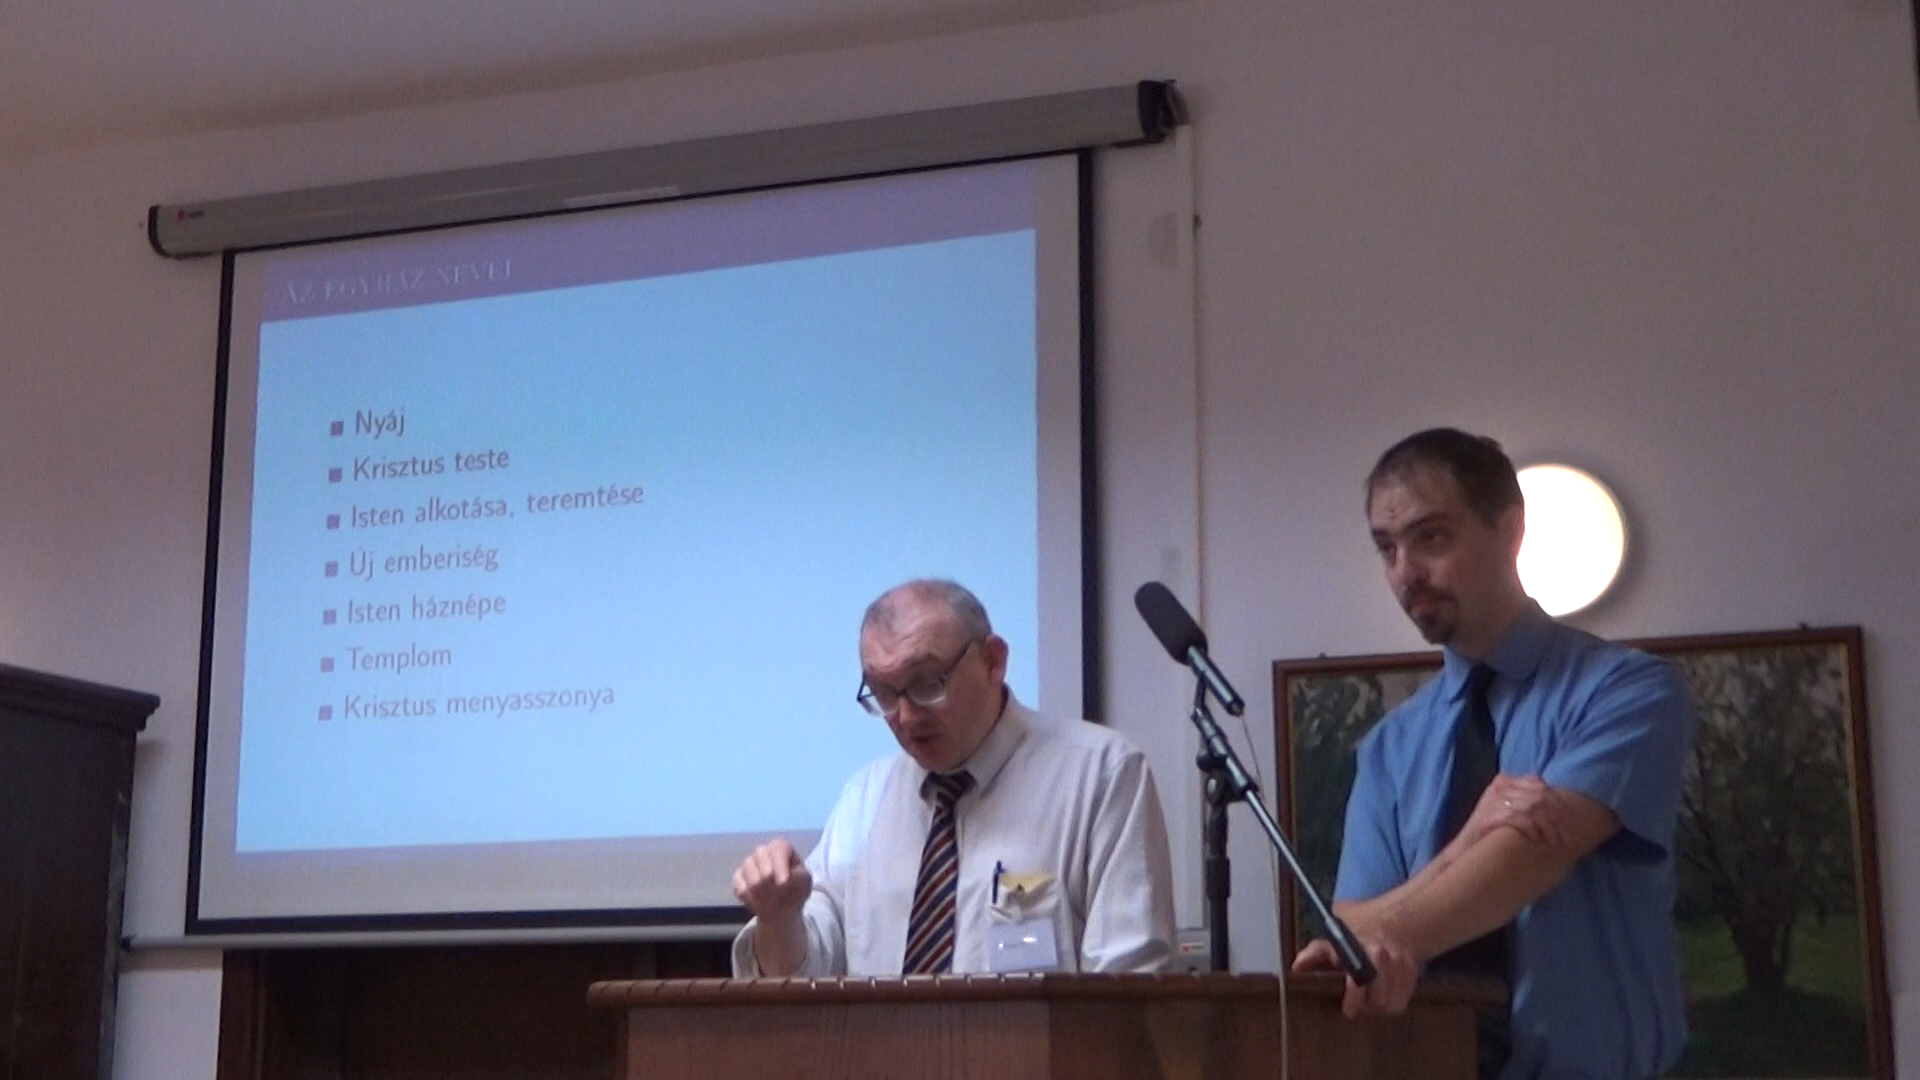 AZ EGYHÁZ NEVEI
Nyáj
Krisztus teste
Isten alkotása, teremtése
Új emberiség
Isten háznépe
Templom
Krisztus menyasszonya